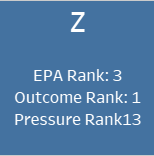 Z
EPA Rank: 3
Outcome Rank: 1
Pressure Rank13